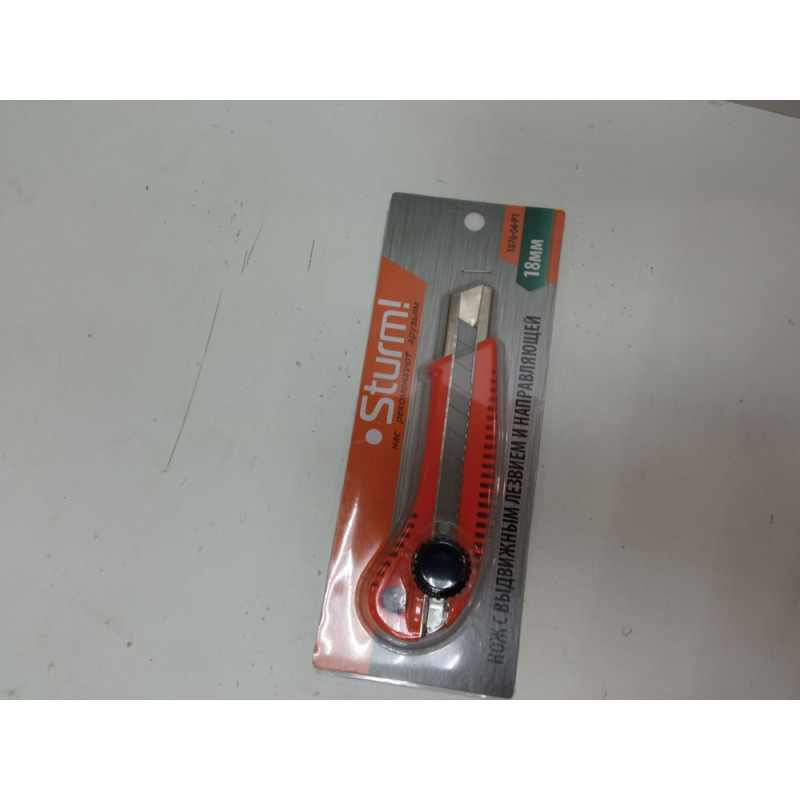 Sturm!
нас рекомендуют друзьям
1076-04-P1
18мм
НОЖ С ВЫДВИЖНЫМ ЛЕЗВИЕМ И НАПРАВЛЯЮЩЕЙ